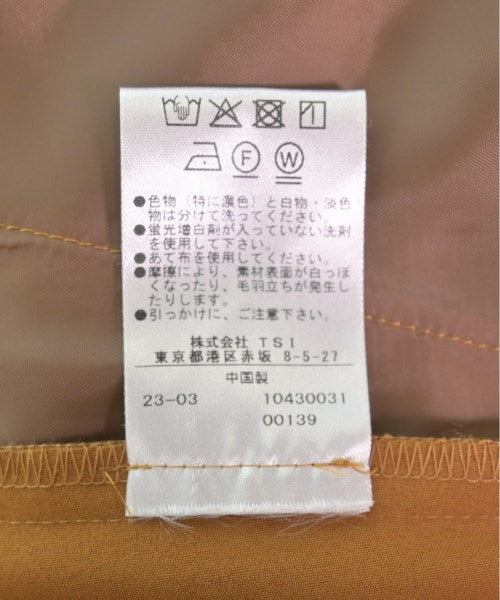 F W
●色物（特に濃色）と白物・淡色
物は分けて洗ってください。
●蛍光増白剤が入っていない洗剤
を使用して下さい。
●あて布を使用してください。
●摩擦により、素材表面が白っぽ
くなったり、毛羽立ちが発生し
たりします。
●引っかけに、ご注意下さい。
株式会社 TSI
東京都港区赤坂 8-5-27
中国製
23-03 10430031
00139